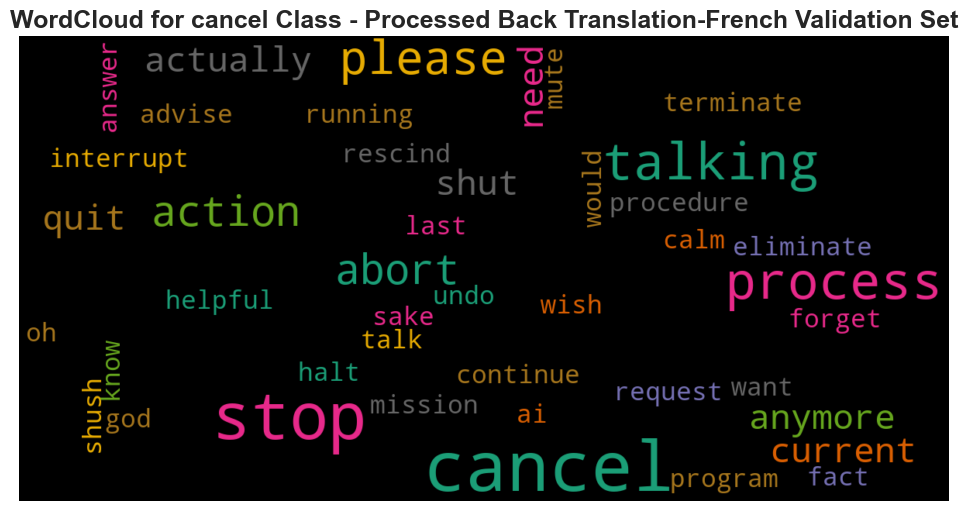 WordCloud for cancel Class - Processed Back Translation-French Validation Set
answer
actually
please
need
mute
advise
running
terminate
interrupt
rescind
shut
would
talking
procedure
quit
action
last
calm
eliminate
abort
process
helpful
undo
wish
forget
sake
oh
talk
know
halt
continue
request
want
shush
god
stop
mission
ai
anymore
current
cancel
program
fact